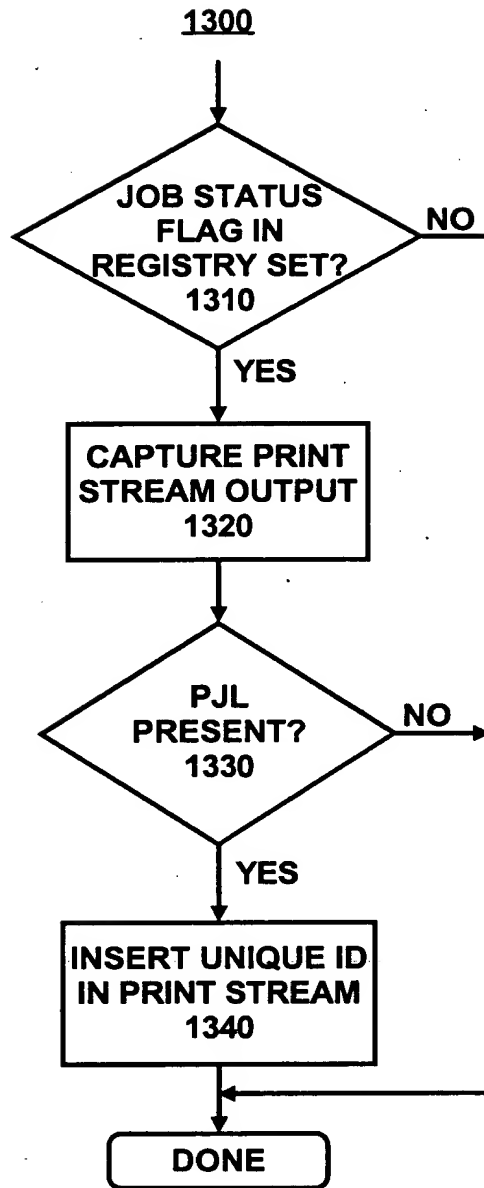 1300
JOB STATUS
FLAG IN
REGISTRY SET?
1310
NO
YES
CAPTURE PRINT
STREAM OUTPUT
1320
PJL
PRESENT?
1330
NO
YES
INSERT UNIQUE ID
IN PRINT STREAM
1340
DONE